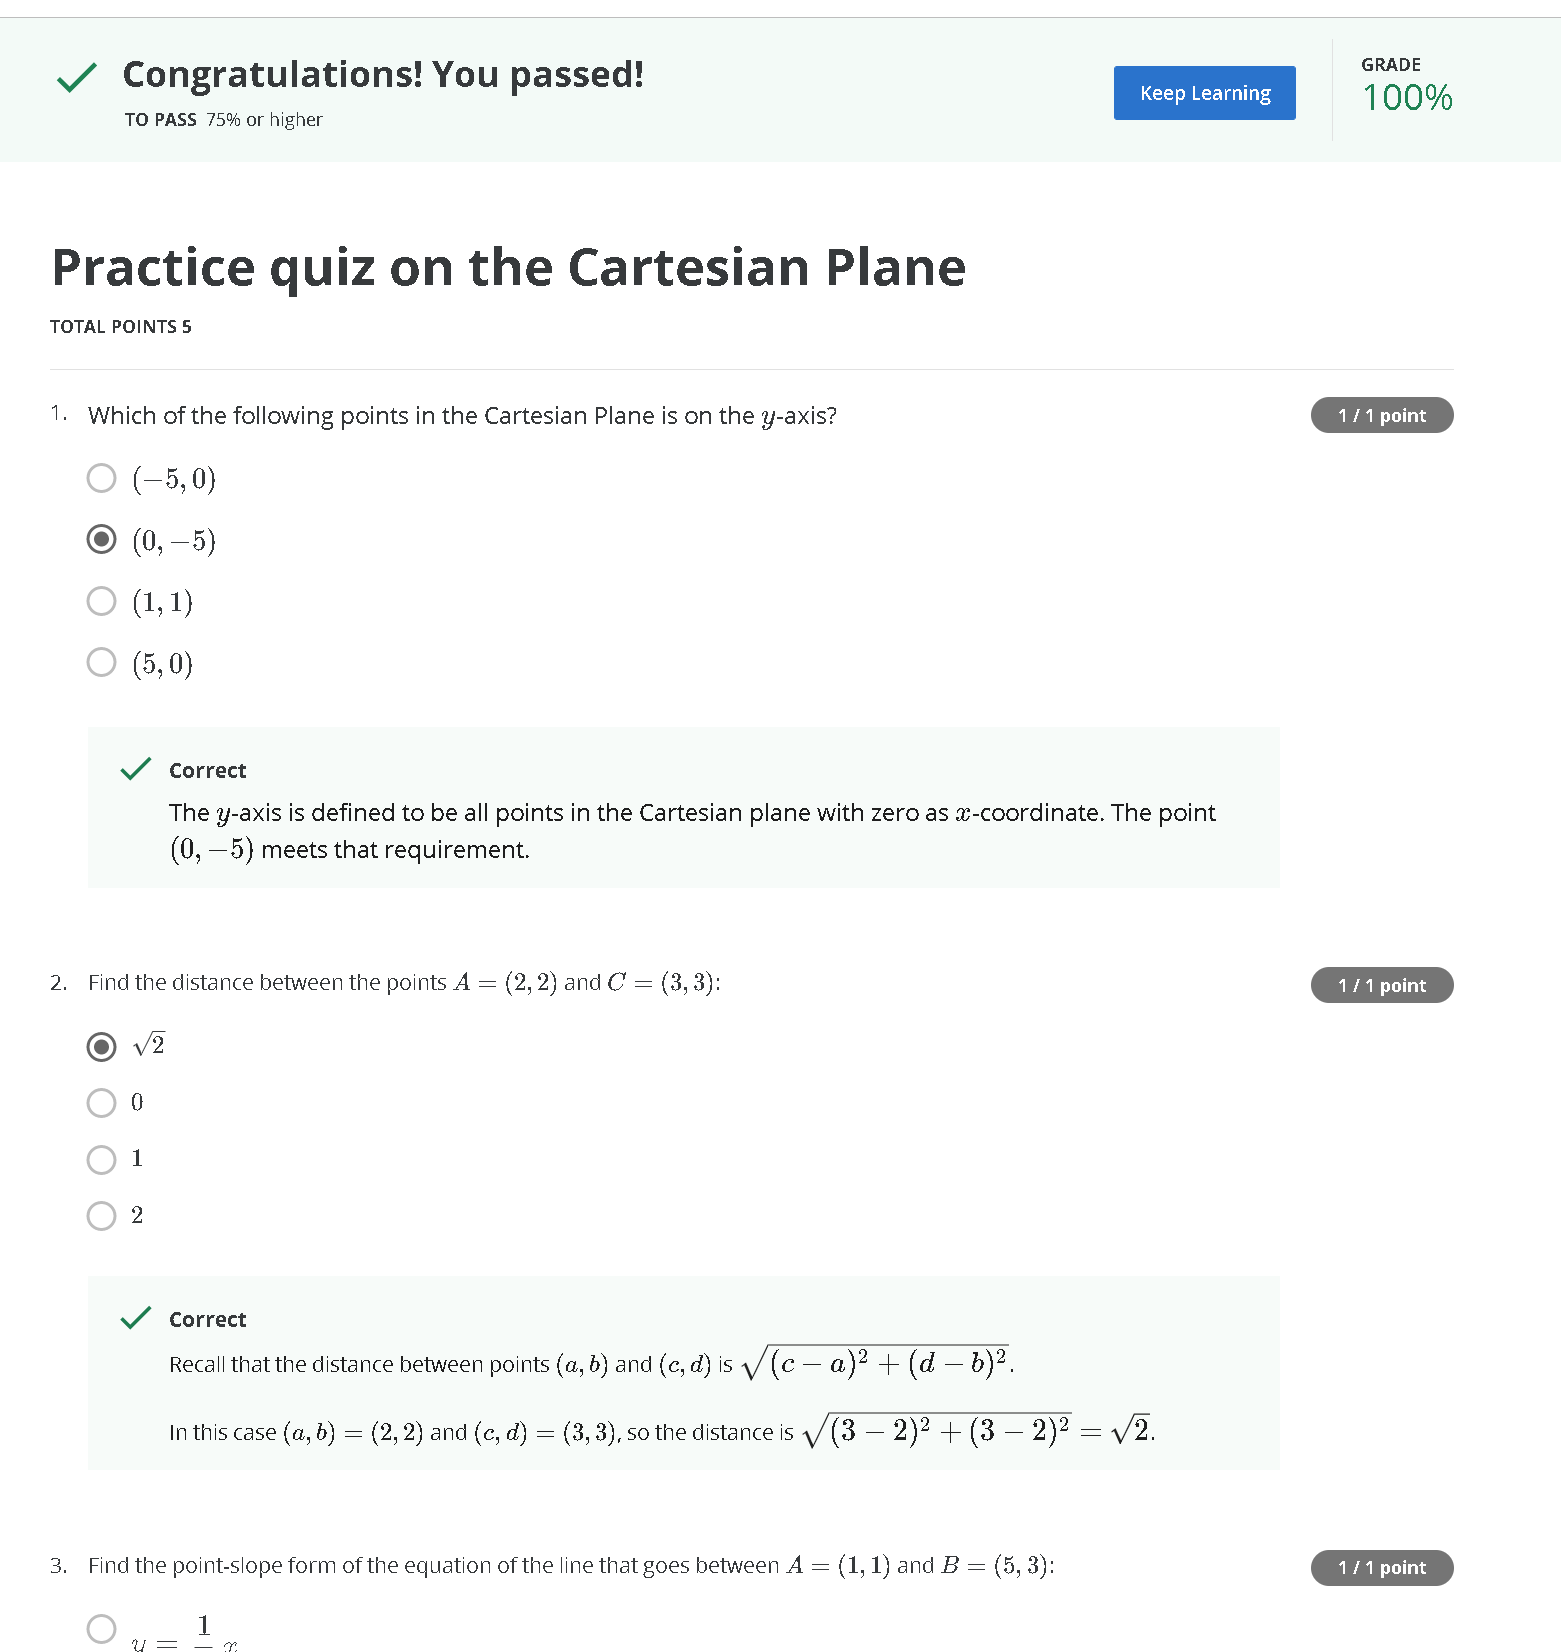 Congratulations! You passed!
TO PASS 75% or higher
Keep Learning
GRADE
100%
Practice quiz on the Cartesian Plane
TOTAL POINTS 5
1. Which of the following points in the Cartesian Plane is on the y-axis?
1 / 1 point
(−5, 0)
(0, −5)
(1, 1)
(5, 0)
Correct
The y-axis is defined to be all points in the Cartesian plane with zero as x-coordinate. The point
(0, −5) meets that requirement.
2. Find the distance between the points A = (2, 2) and C = (3, 3):
1 / 1 point
√2
0
1
2
Correct
Recall that the distance between points (a, b) and (c, d) is √((c − a)² + (d − b)²).
In this case (a, b) = (2, 2) and (c, d) = (3, 3), so the distance is √((3 − 2)² + (3 − 2)²) = √2.
3. Find the point-slope form of the equation of the line that goes between A = (1, 1) and B = (5, 3):
1 / 1 point